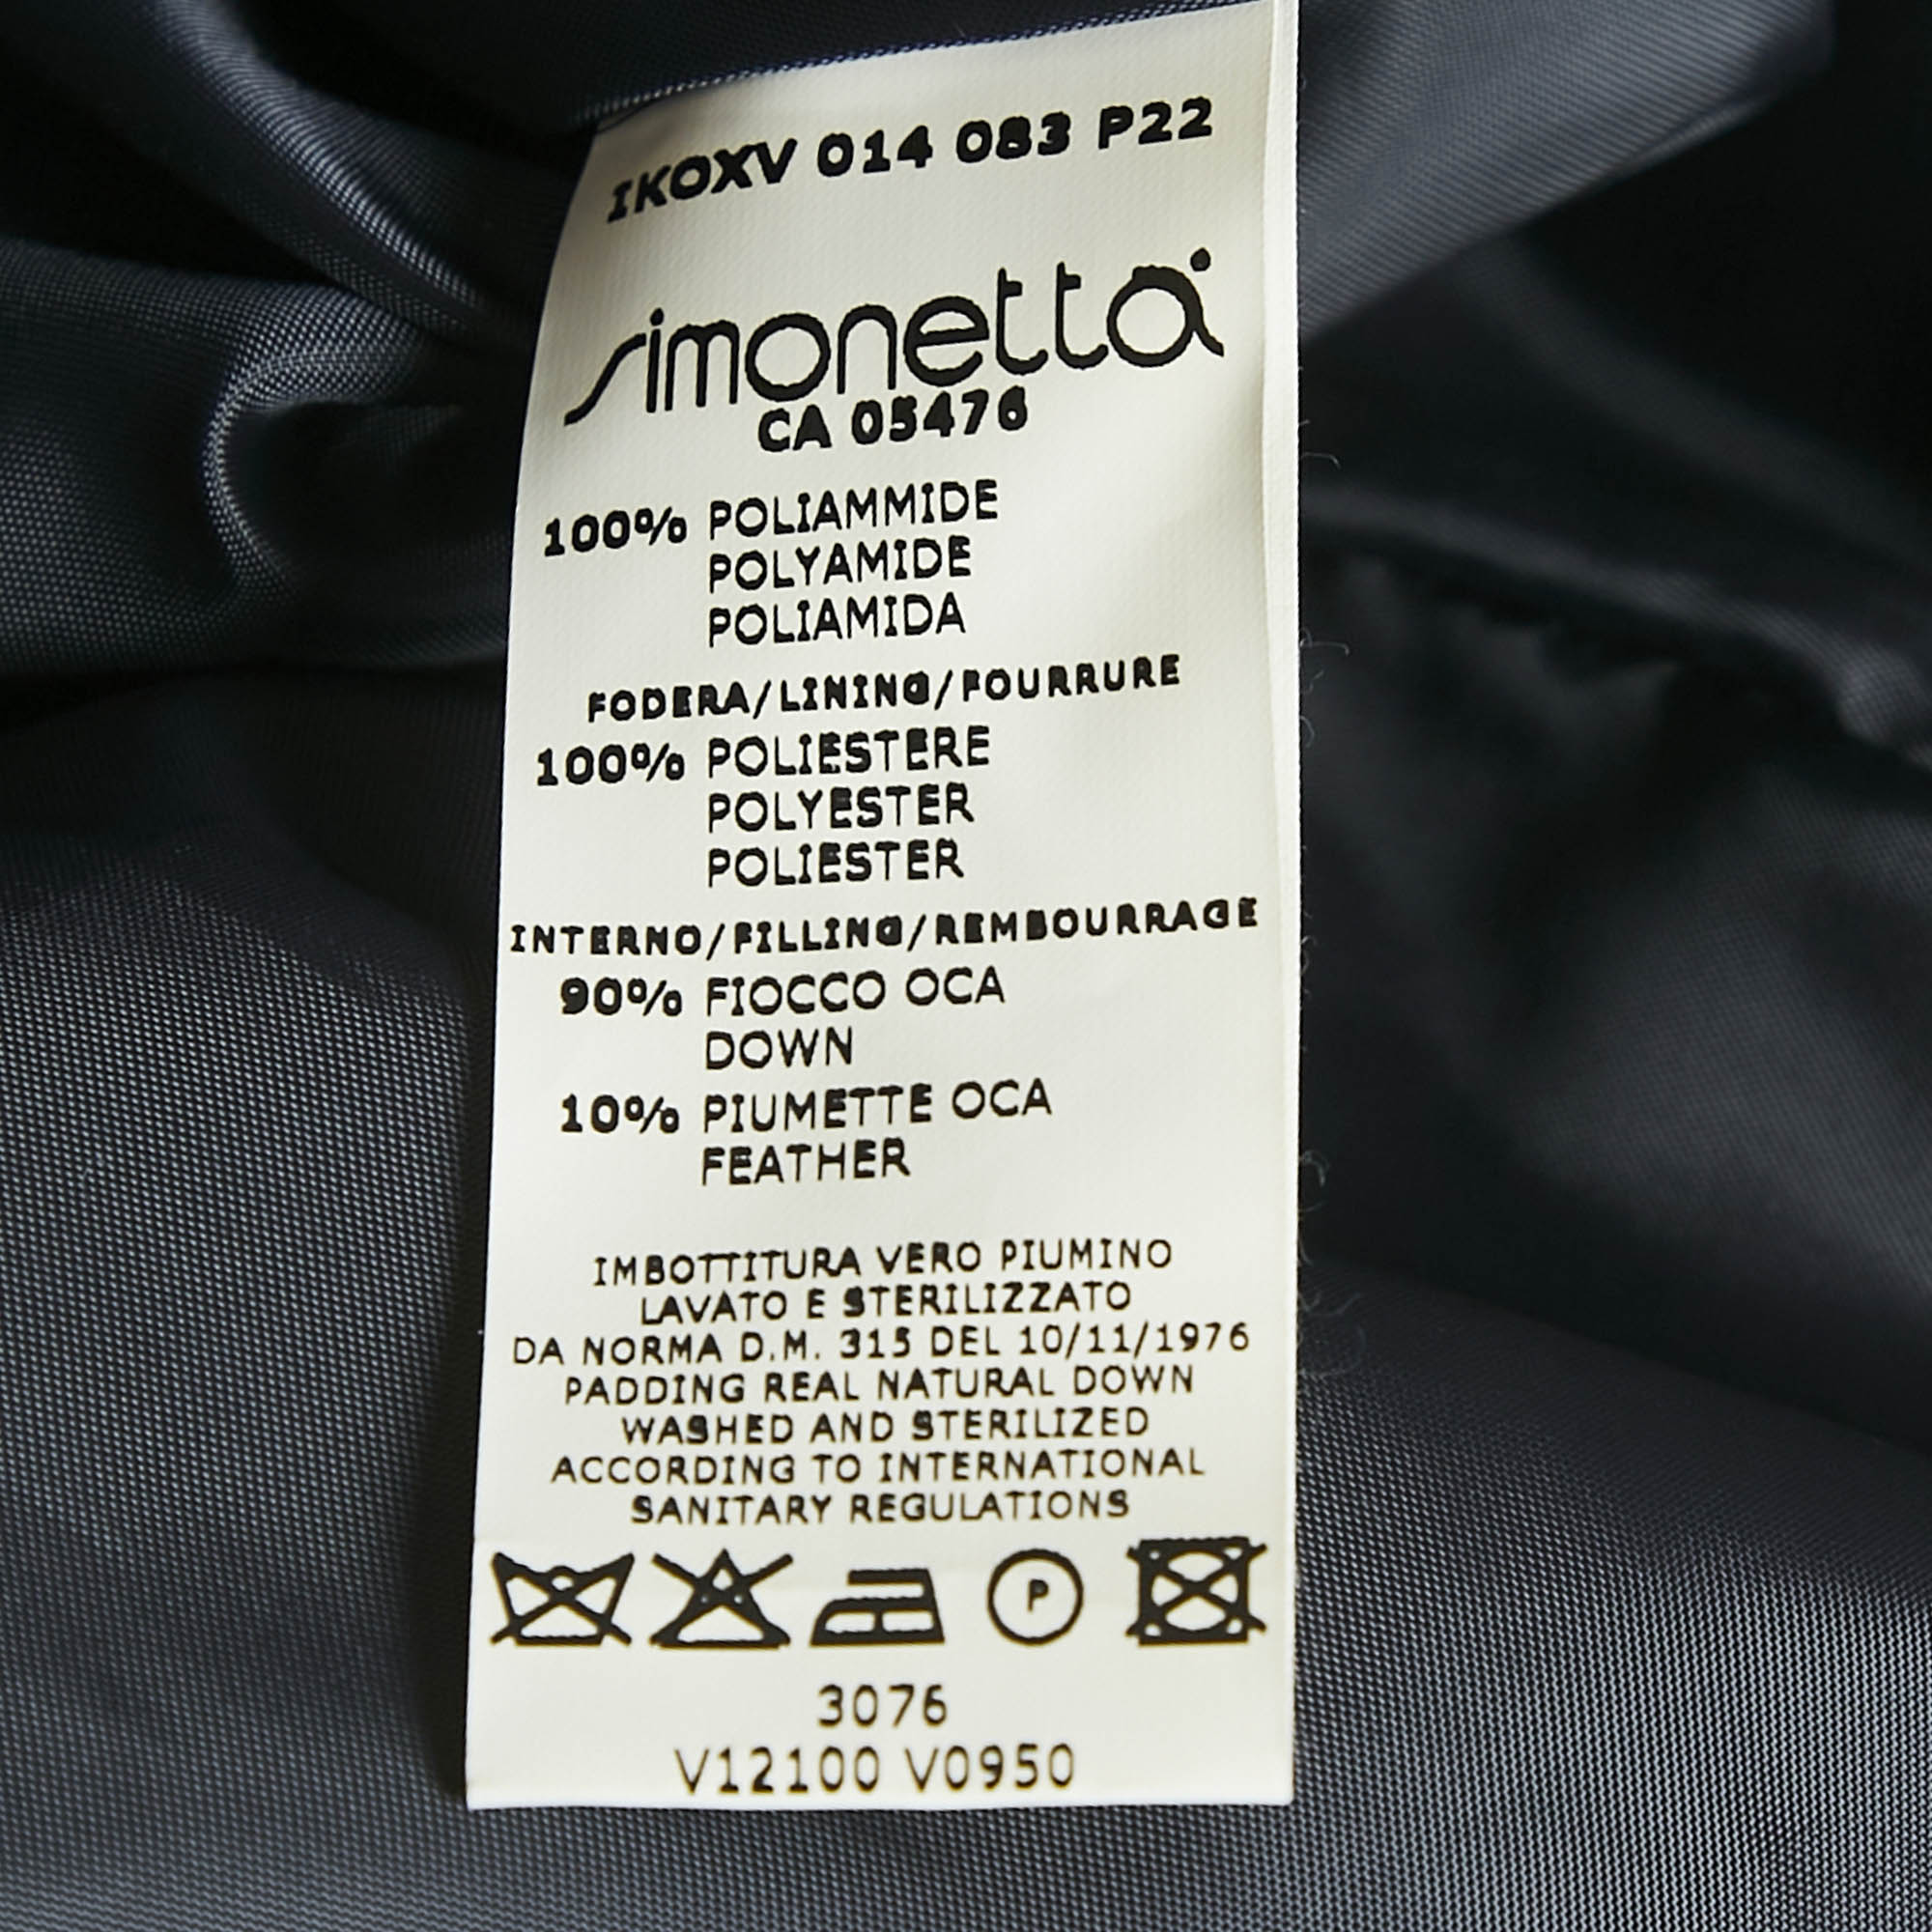 IKOXV 014 083 P22
simonetta
CA 05476
100% POLIAMMIDE
POLYAMIDE
POLIAMIDA
FODERA/LINING/FOURRURE
100% POLIESTERE
POLYESTER
POLIESTER
INTERNO/FILLING/REMBOURRAGE
90% FIOCCO OCA
DOWN
10% PIUMETTE OCA
FEATHER
IMBOTTITURA VERO PIUMINO
LAVATO E STERILIZZATO
DA NORMA D.M. 315 DEL 10/11/1976
PADDING REAL NATURAL DOWN
WASHED AND STERILIZED
ACCORDING TO INTERNATIONAL
SANITARY REGULATIONS
P
3076
V12100 V0950